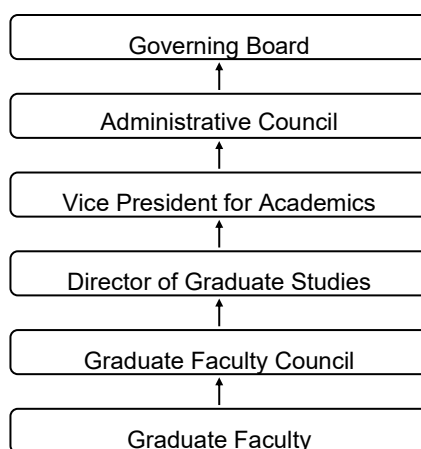 Governing Board
Administrative Council
Vice President for Academics
Director of Graduate Studies
Graduate Faculty Council
Graduate Faculty